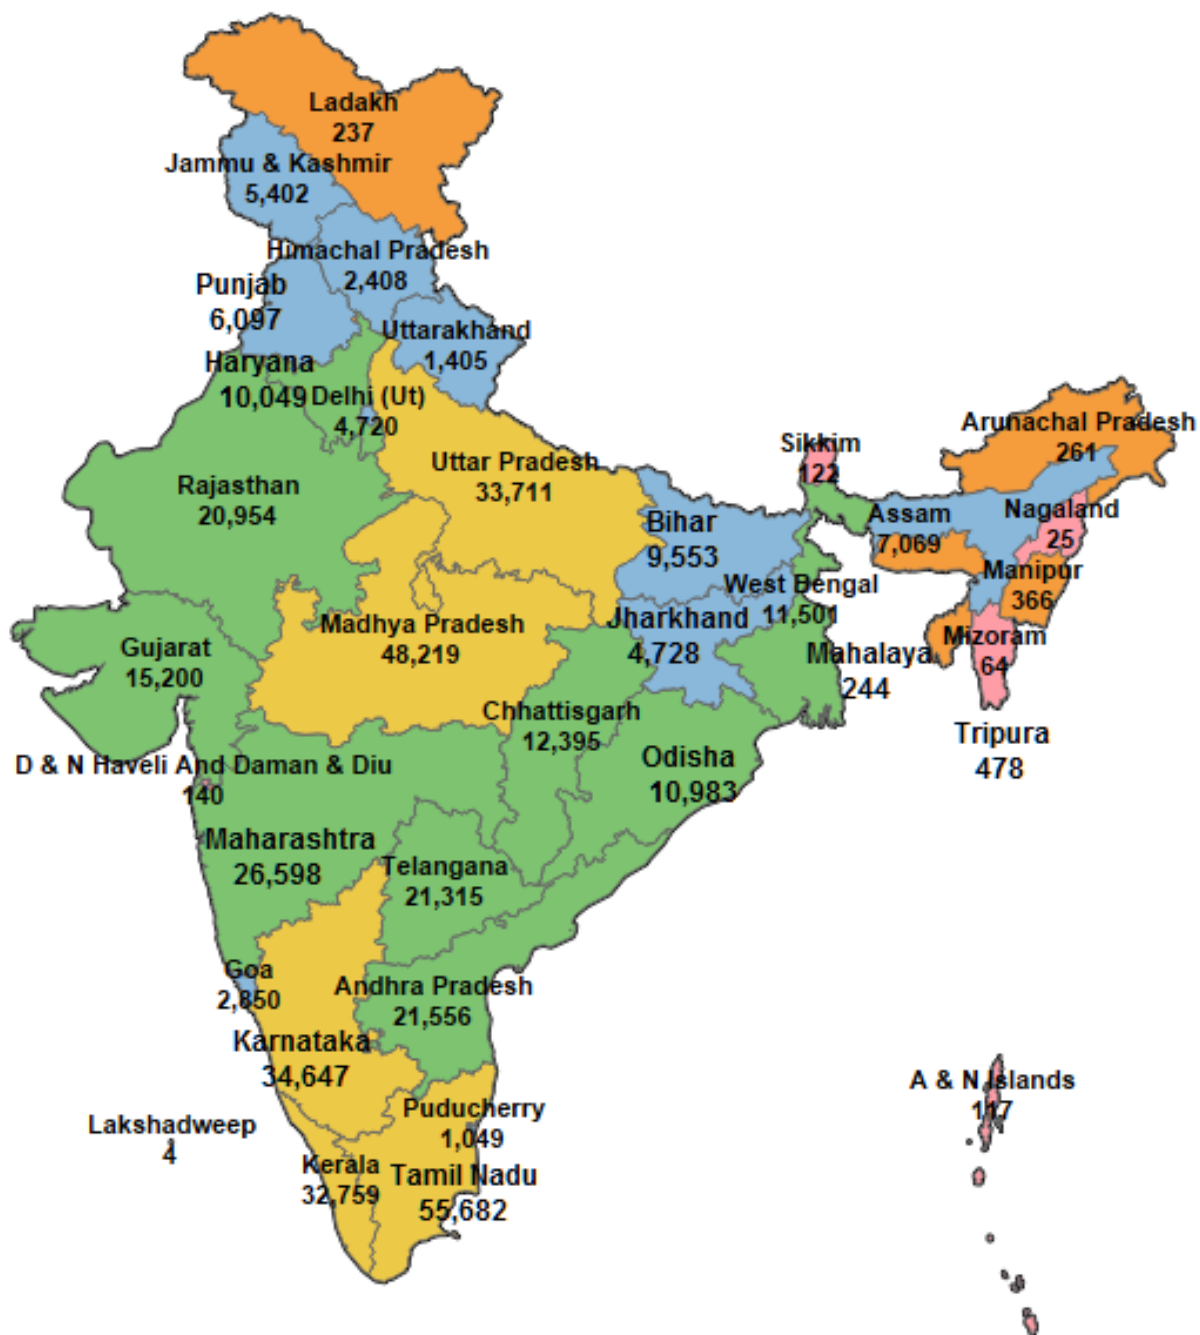 Ladakh
237
Jammu & Kashmir
5,402
Himachal Pradesh
2,408
Punjab
6,097
Uttarakhand
1,405
Haryana
10,049
Delhi (Ut)
4,720
Arunachal Pradesh
261
Sikkim
122
Uttar Pradesh
33,711
Rajasthan
20,954
Bihar
9,553
Assam
7,069
Nagaland
25
Manipur
366
West Bengal
11,501
Jharkhand
4,728
Madhya Pradesh
48,219
Mizoram
64
Gujarat
15,200
Mahalaya
244
Chhattisgarh
12,395
Tripura
478
Odisha
10,983
D & N Haveli And Daman & Diu
140
Maharashtra
26,598
Telangana
21,315
Goa
2,850
Andhra Pradesh
21,556
Karnataka
34,647
A & N Islands
117
Puducherry
1,049
Lakshadweep
4
Kerala
32,759
Tamil Nadu
55,682